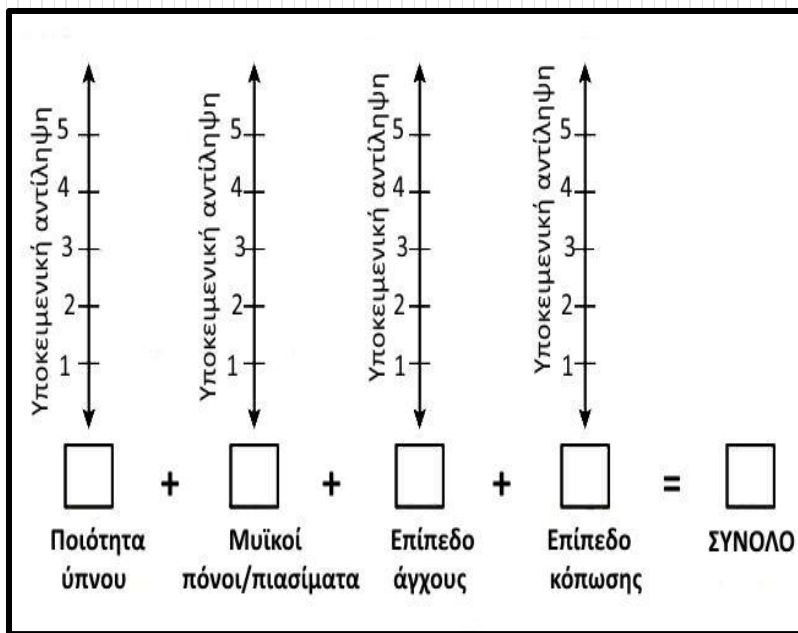 Υποκειμενική αντίληψη
5
4
3
2
1
Υποκειμενική αντίληψη
5
4
3
2
1
Υποκειμενική αντίληψη
5
4
3
2
1
Υποκειμενική αντίληψη
5
4
3
2
1
+ + + =
Ποιότητα ύπνου
Μυϊκοί πόνοι/πιασίματα
Επίπεδο άγχους
Επίπεδο κόπωσης
ΣΥΝΟΛΟ